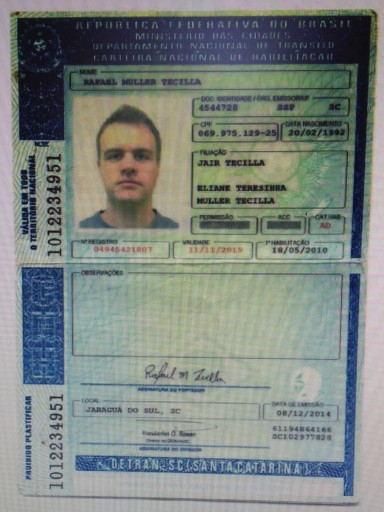 REPÚBLICA FEDERATIVA DO BRASIL
MINISTÉRIO DAS CIDADES
DEPARTAMENTO NACIONAL DE TRÂNSITO
CARTEIRA NACIONAL DE HABILITAÇÃO
NOME
RAFAEL MULLER TECILLA
DOC. IDENTIDADE / ÓRG. EMISSOR/UF
4544728 SSP SC
CPF DATA NASCIMENTO
069.975.129-25 20/02/1992
FILIAÇÃO
JAIR TECILLA
ELIANE TERESINHA
MULLER TECILLA
PERMISSÃO ACC CAT.HAB
AD
Nº REGISTRO VALIDADE 1ª HABILITAÇÃO
04945421807 11/11/2019 18/05/2010
VÁLIDA EM TODO
O TERRITÓRIO NACIONAL
1012234951
OBSERVAÇÕES
Rafael M Tecilla
ASSINATURA DO PORTADOR
LOCAL DATA DE EMISSÃO
JARAGUA DO SUL, SC 08/12/2014
61194864166
SC102977828
ASSINATURA DO EMISSOR
PROIBIDO PLASTIFICAR
1012234951
DETRAN-SC (SANTA CATARINA)